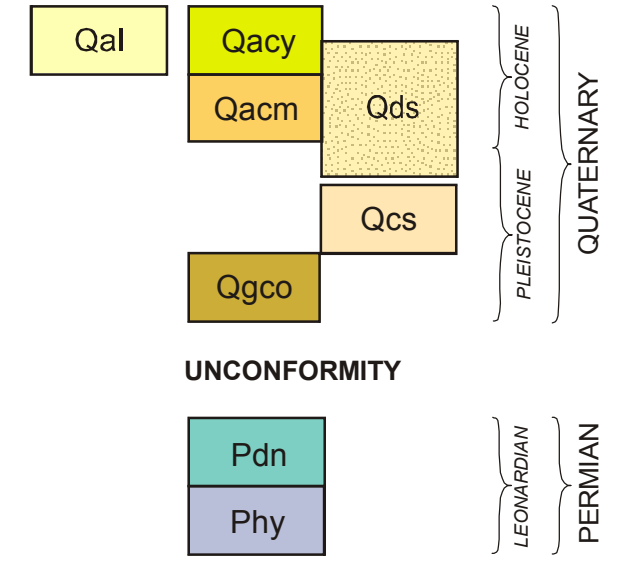 Qal
Qacy
Qacm
Qds
Qcs
Qgco
HOLOCENE
PLEISTOCENE
QUATERNARY
UNCONFORMITY
Pdn
Phy
LEONARDIAN
PERMIAN